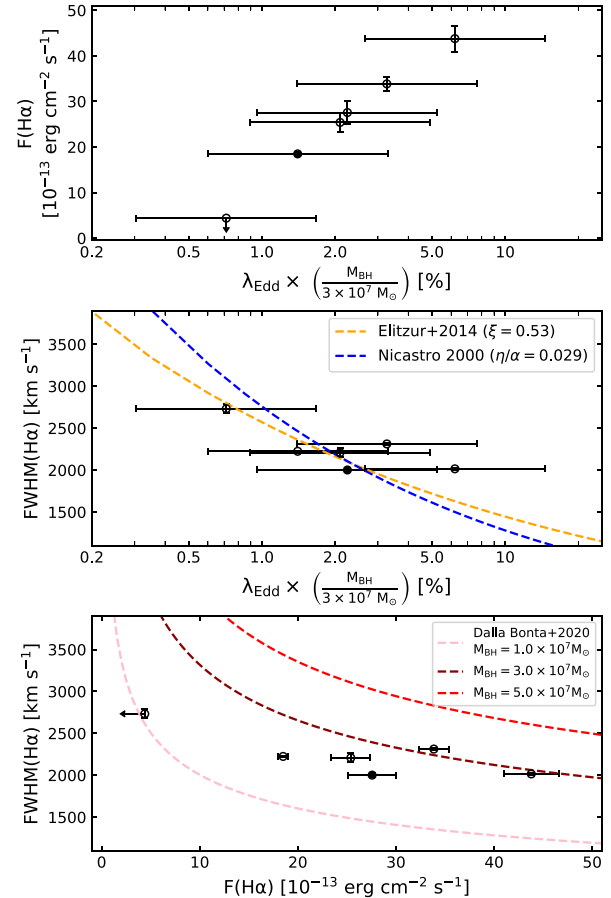 F(Hα)
[10⁻¹³ erg cm⁻² s⁻¹]
50
40
30
20
10
0
0.2 0.5 1.0 2.0 5.0 10
λEdd × (MBH / 3 × 10⁷ M⊙) [%]
FWHM(Hα) [km s⁻¹]
3500
3000
2500
2000
1500
Elitzur+2014 (ξ = 0.53)
Nicastro 2000 (η/α = 0.029)
0.2 0.5 1.0 2.0 5.0 10
λEdd × (MBH / 3 × 10⁷ M⊙) [%]
FWHM(Hα) [km s⁻¹]
3500
3000
2500
2000
1500
Dalla Bonta+2020
MBH = 1.0 × 10⁷M⊙
MBH = 3.0 × 10⁷M⊙
MBH = 5.0 × 10⁷M⊙
0 10 20 30 40 50
F(Hα) [10⁻¹³ erg cm⁻² s⁻¹]